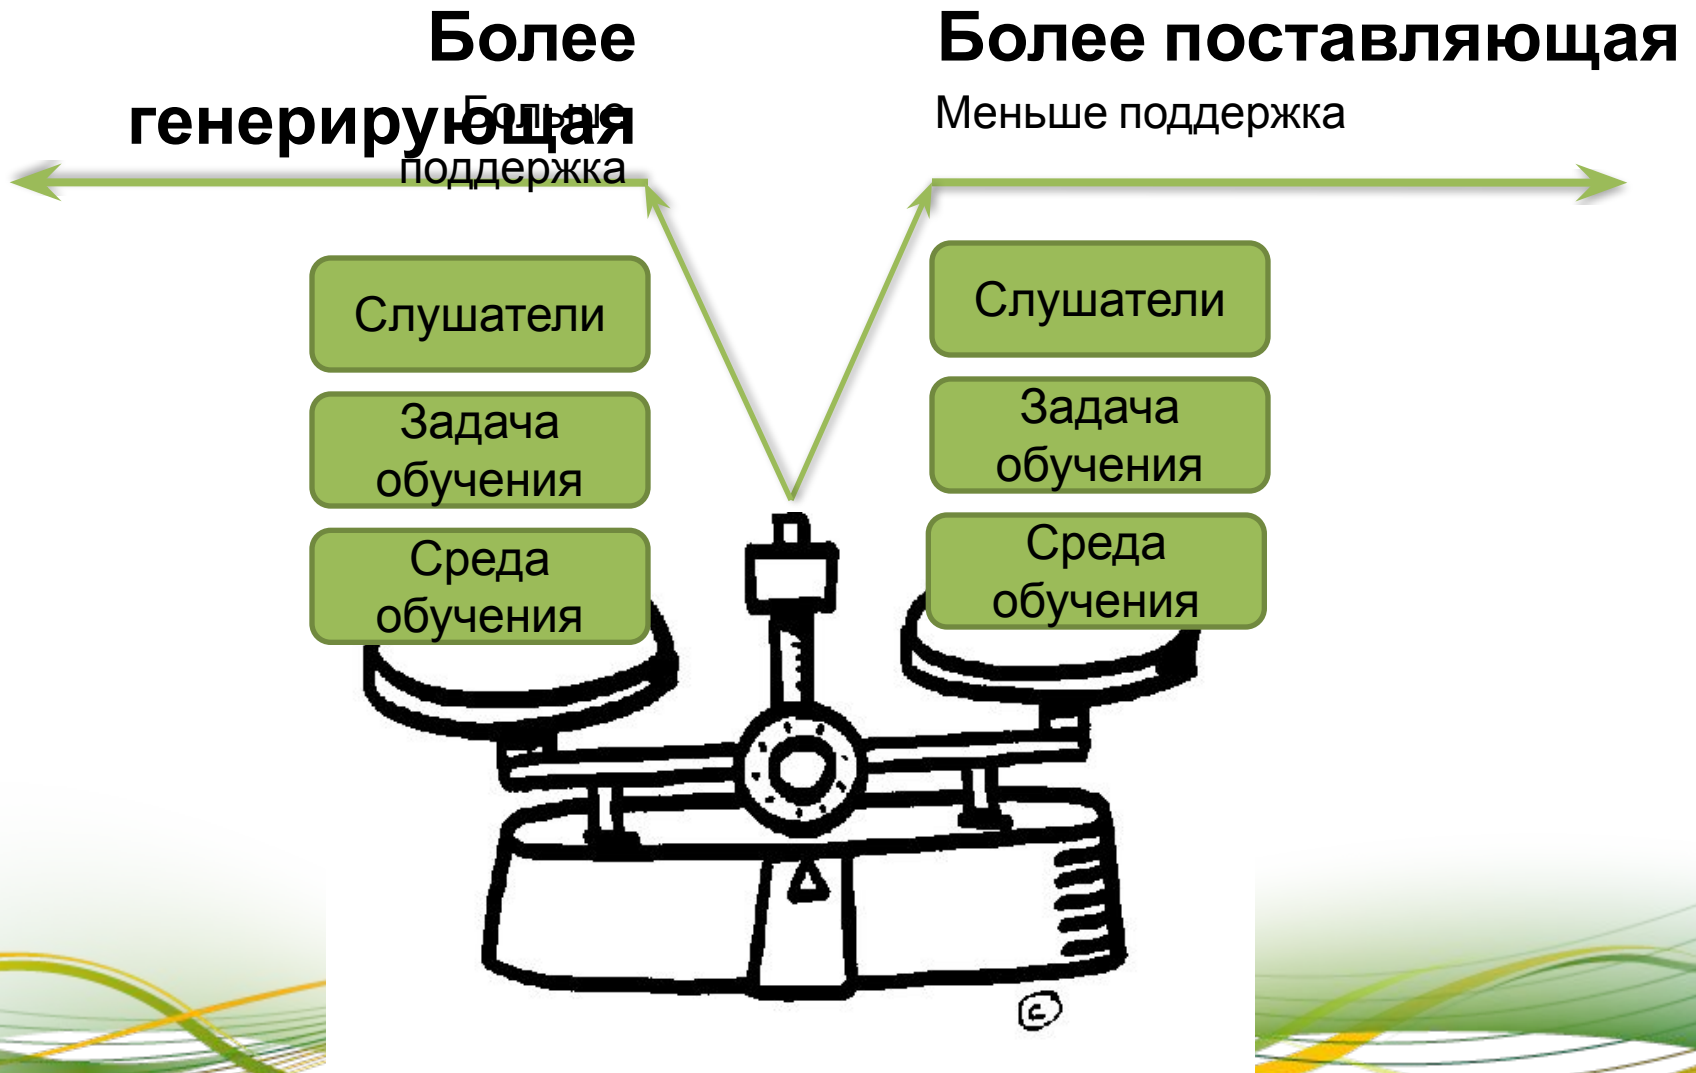 Более
генерирующая
Больше
поддержка
Более поставляющая
Меньше поддержка
Слушатели
Задача
обучения
Среда
обучения
Слушатели
Задача
обучения
Среда
обучения
©